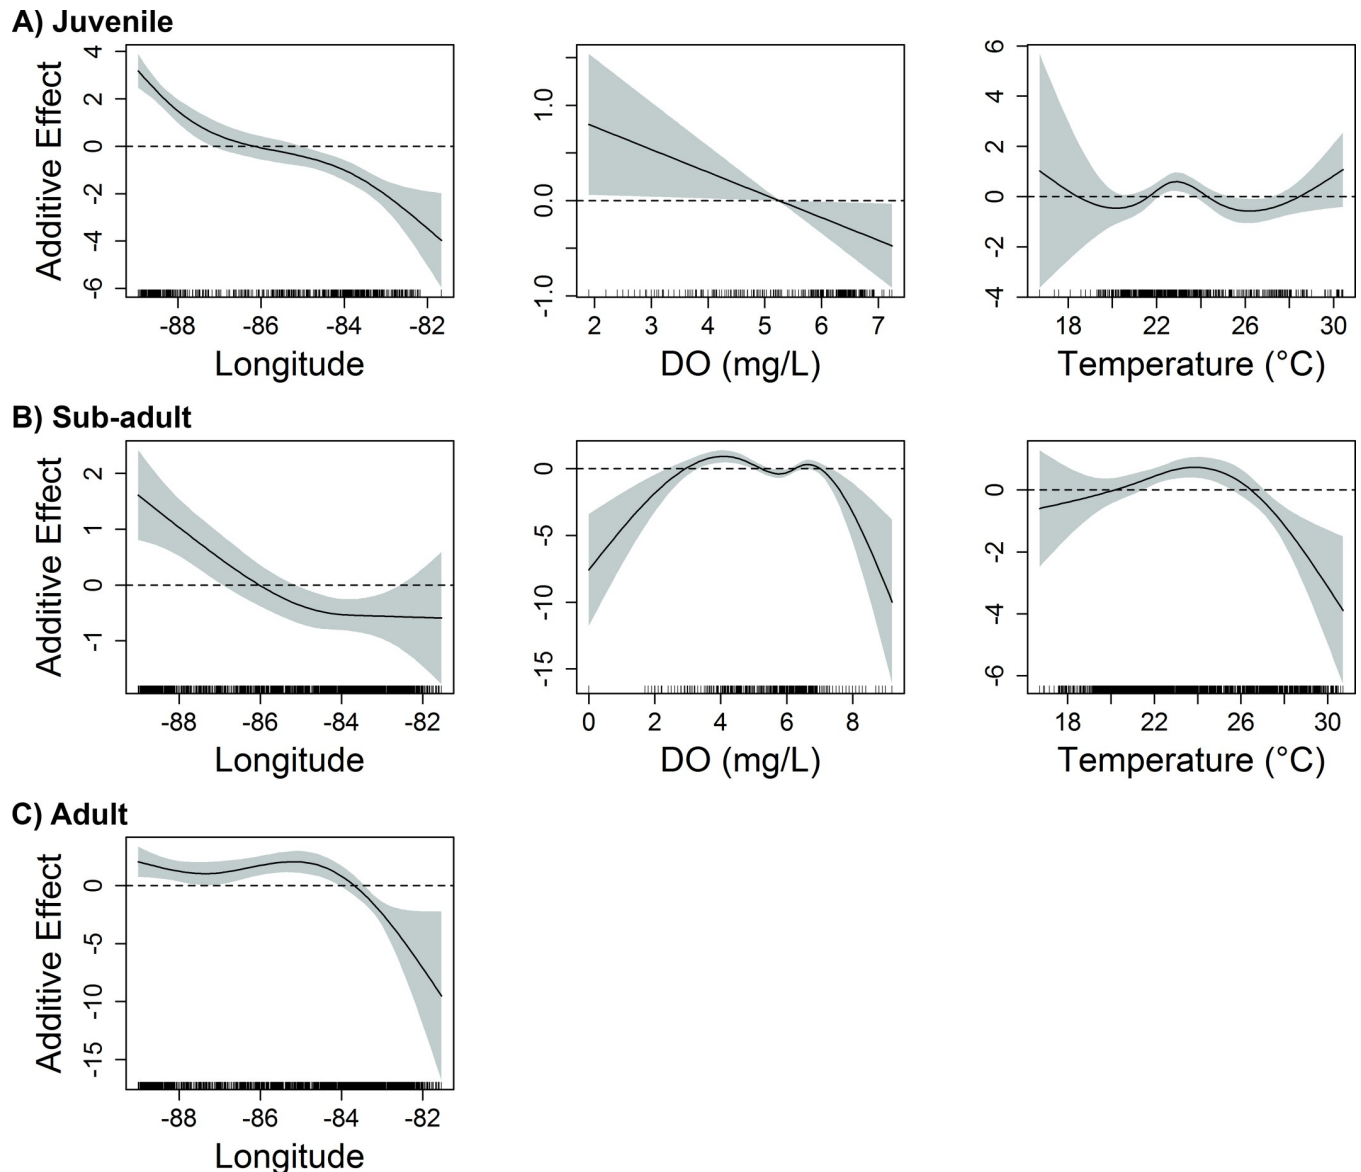 A) Juvenile
Additive Effect
4
2
0
-2
-4
-6
-88 -86 -84 -82
Longitude
1.0
0.0
-1.0
2 3 4 5 6 7
DO (mg/L)
6
4
2
0
-2
-4
18 22 26 30
Temperature (°C)
B) Sub-adult
Additive Effect
2
1
0
-1
-88 -86 -84 -82
Longitude
0
-5
-10
-15
0 2 4 6 8
DO (mg/L)
0
-2
-4
-6
18 22 26 30
Temperature (°C)
C) Adult
Additive Effect
0
-5
-10
-15
-88 -86 -84 -82
Longitude